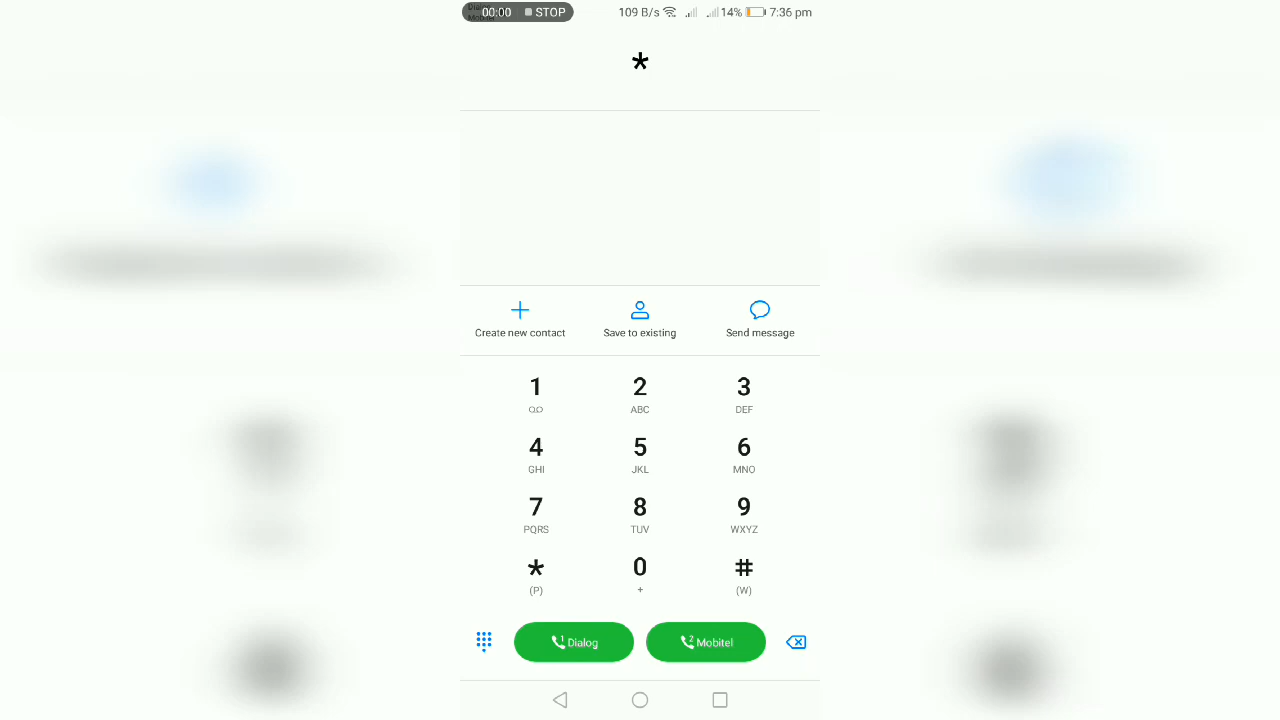 00:00 STOP 109 B/s 14% 7:36 pm
*
Create new contact Save to existing Send message
1 2 3
ABC DEF
4 5 6
GHI JKL MNO
7 8 9
PQRS TUV WXYZ
* 0 #
(P) + (W)
1 Dialog 2 Mobitel